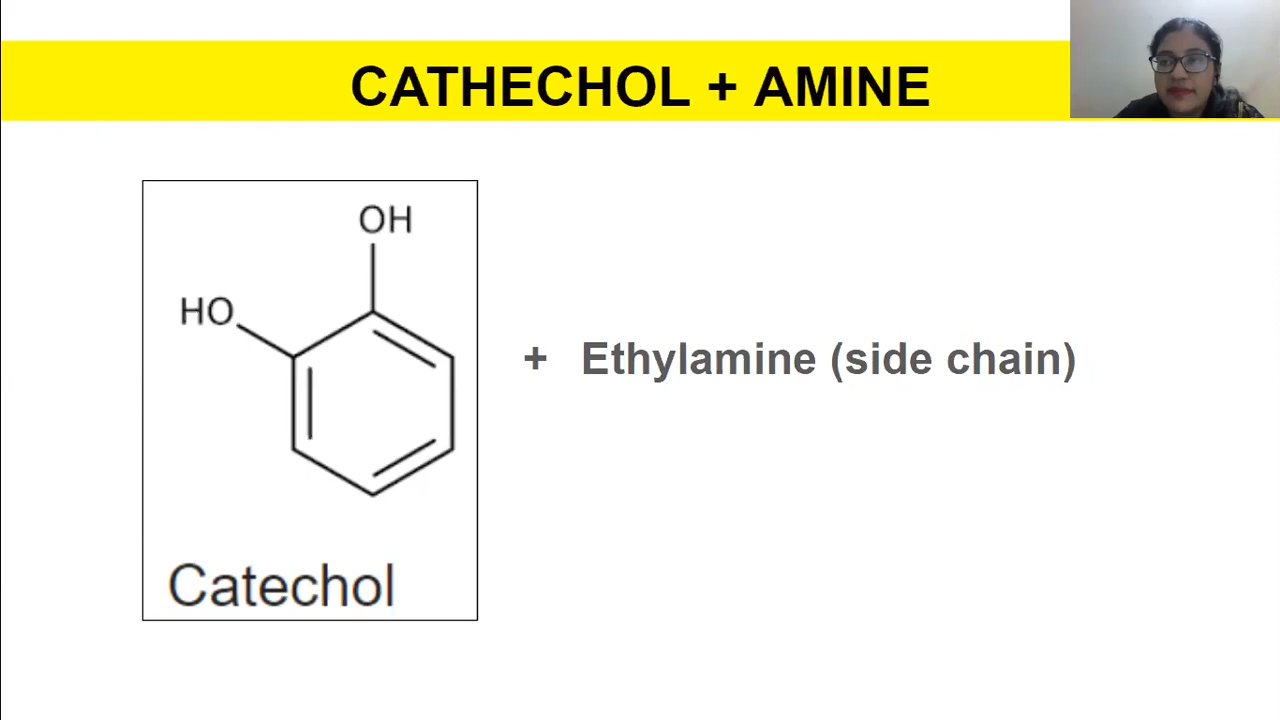 CATHECHOL + AMINE
OH
HO
+ Ethylamine (side chain)
Catechol